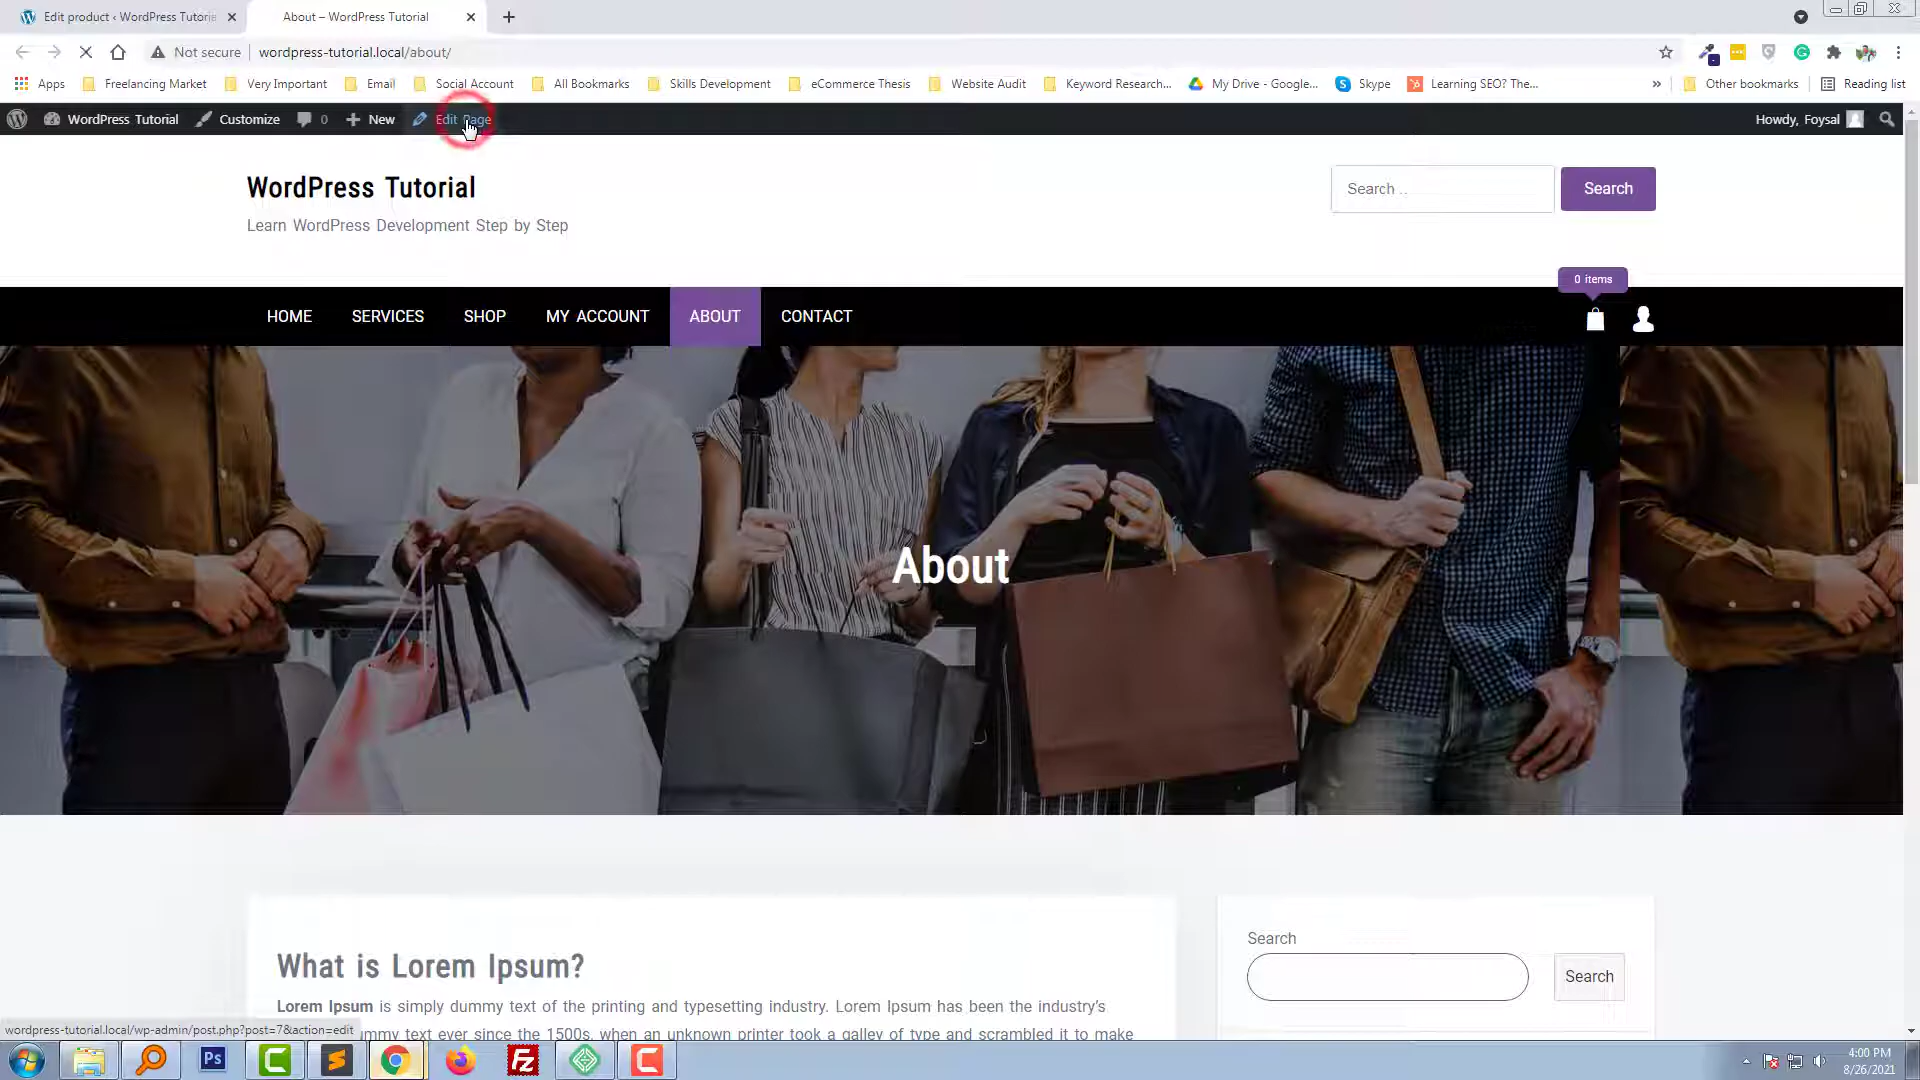 Edit product ‹ WordPress Tutoria
About – WordPress Tutorial
Not secure
wordpress-tutorial.local/about/
Apps
Freelancing Market
Very Important
Email
Social Account
All Bookmarks
Skills Development
eCommerce Thesis
Website Audit
Keyword Research...
My Drive - Google...
Skype
Learning SEO? The...
»
Other bookmarks
Reading list
WordPress Tutorial
Customize
0
New
Edit Page
Howdy, Foysal
WordPress Tutorial
Learn WordPress Development Step by Step
Search ..
Search
0 items
HOME
SERVICES
SHOP
MY ACCOUNT
ABOUT
CONTACT
About
What is Lorem Ipsum?
Lorem Ipsum is simply dummy text of the printing and typesetting industry. Lorem Ipsum has been the industry's
ummy text ever since the 1500s, when an unknown printer took a galley of type and scrambled it to make
Search
Search
wordpress-tutorial.local/wp-admin/post.php?post=7&action=edit
Ps
Fz
4:00 PM
8/26/2021